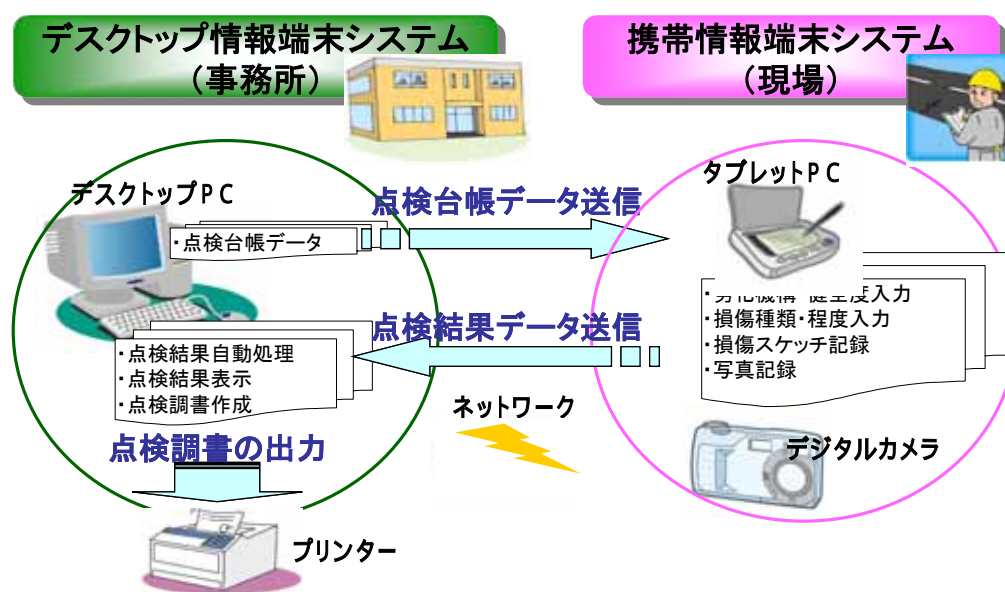 デスクトップ情報端末システム
（事務所）
携帯情報端末システム
（現場）
デスクトップPC
・点検台帳データ
点検台帳データ送信
タブレットPC
・劣化機構・健全度入力
・損傷種類・程度入力
・損傷スケッチ記録
・写真記録
点検結果データ送信
・点検結果自動処理
・点検結果表示
・点検調書作成
ネットワーク
点検調書の出力
デジタルカメラ
プリンター